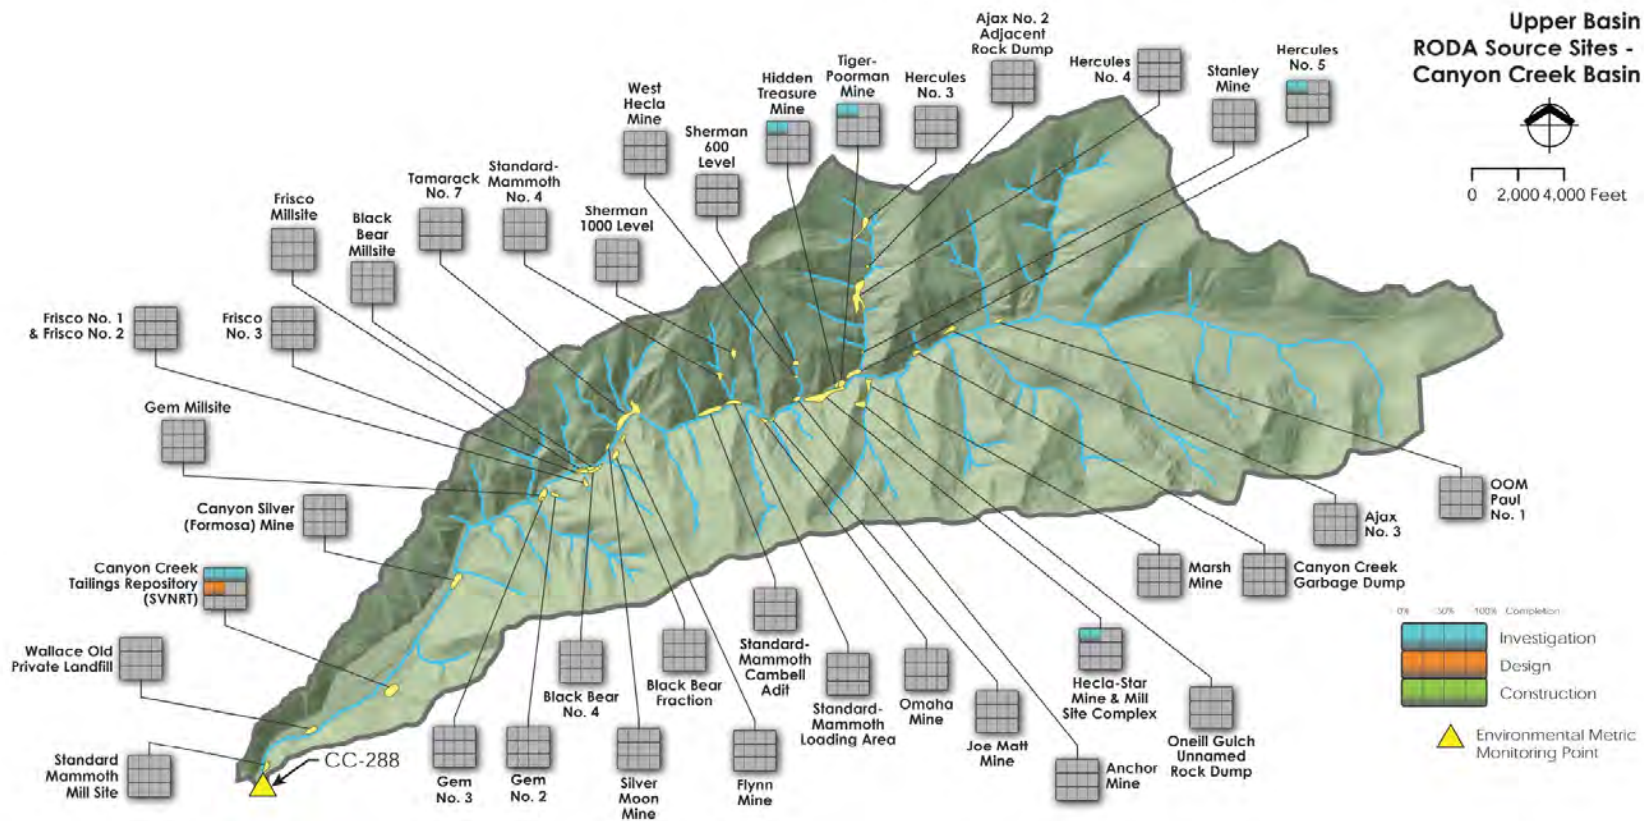 Upper Basin
RODA Source Sites -
Canyon Creek Basin
0 2,000 4,000 Feet
Ajax No. 2
Adjacent
Rock Dump
Hercules
No. 4
Stanley
Mine
Hercules
No. 5
Tiger-
Poorman
Mine
Hercules
No. 3
Hidden
Treasure
Mine
West
Hecla
Mine
Sherman
600
Level
Standard-
Mammoth
No. 4
Tamarack
No. 7
Sherman
1000 Level
Frisco
Millsite
Black
Bear
Millsite
Frisco No. 1
& Frisco No. 2
Frisco
No. 3
Gem Millsite
Canyon Silver
(Formosa) Mine
Canyon Creek
Tailings Repository
(SVNRT)
Wallace Old
Private Landfill
Standard
Mammoth
Mill Site
CC-288
Gem
No. 3
Gem
No. 2
Black Bear
No. 4
Silver
Moon
Mine
Black Bear
Fraction
Flynn
Mine
Standard-
Mammoth
Cambell
Adit
Standard-
Mammoth
Loading Area
Omaha
Mine
Joe Matt
Mine
Anchor
Mine
Hecla-Star
Mine & Mill
Site Complex
Oneill Gulch
Unnamed
Rock Dump
Marsh
Mine
Canyon Creek
Garbage Dump
Ajax
No. 3
OOM
Paul
No. 1
0% 50% 100% Completion
Investigation
Design
Construction
Environmental Metric
Monitoring Point